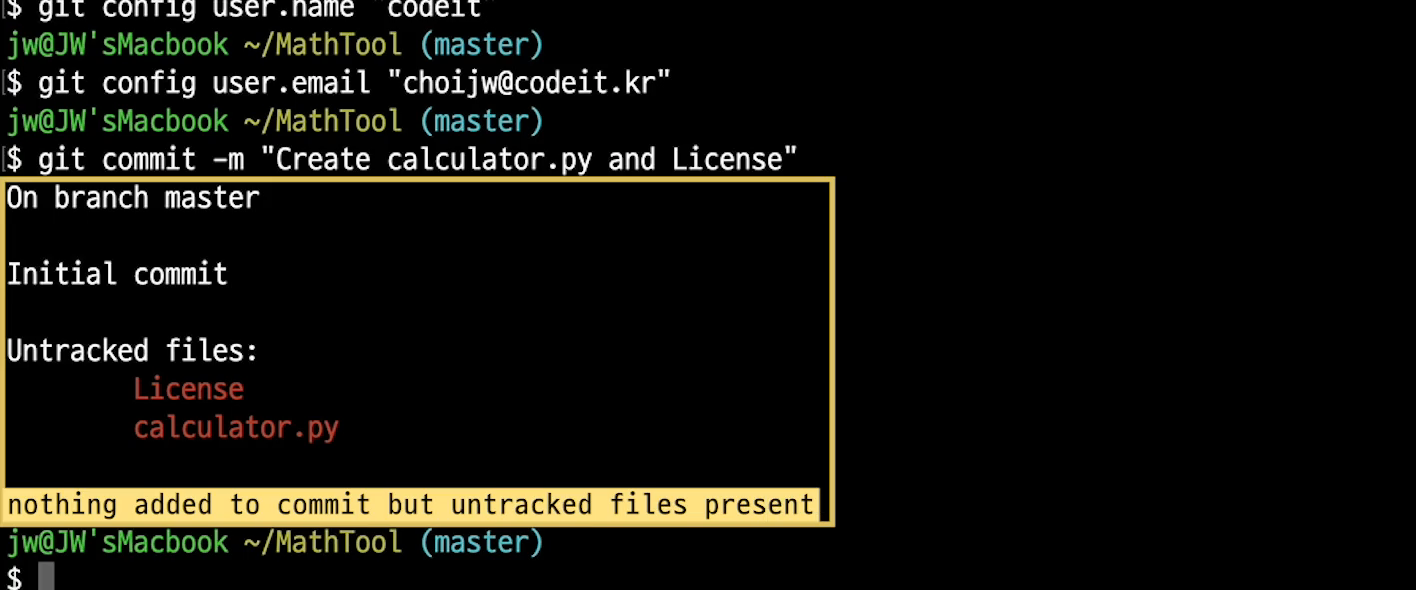 $ git config user.name "codeit"
jw@JW'sMacbook ~/MathTool (master)
$ git config user.email "choijw@codeit.kr"
jw@JW'sMacbook ~/MathTool (master)
$ git commit -m "Create calculator.py and License"
On branch master
Initial commit
Untracked files:
License
calculator.py
nothing added to commit but untracked files present
jw@JW'sMacbook ~/MathTool (master)
$